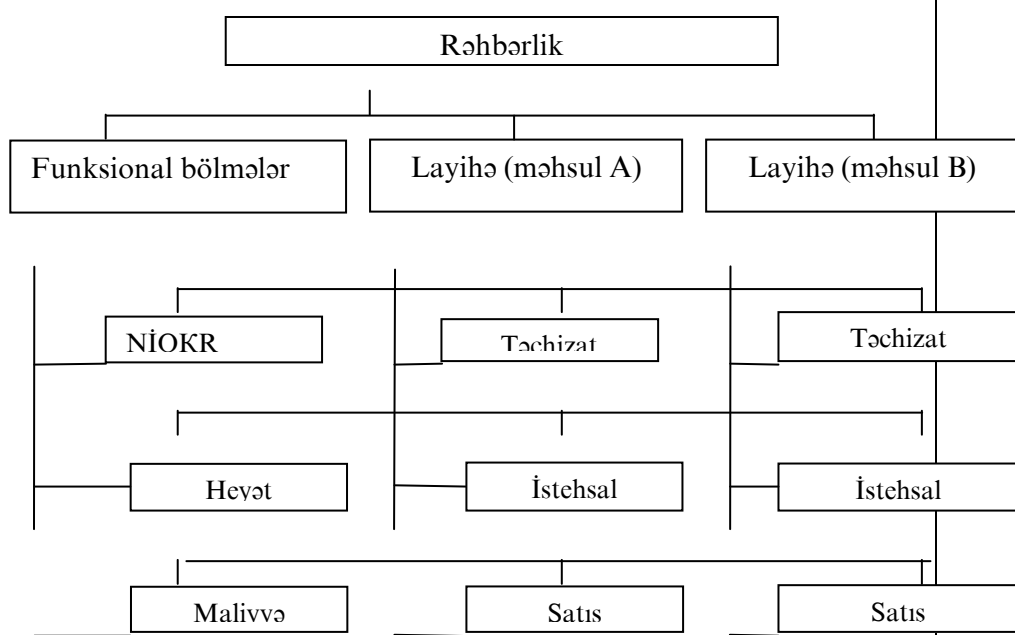 Rəhbərlik
Funksional bölmələr
Layihə (məhsul A)
Layihə (məhsul B)
NİOKR
Təchizat
Təchizat
Heyət
İstehsal
İstehsal
Maliyyə
Satış
Satış